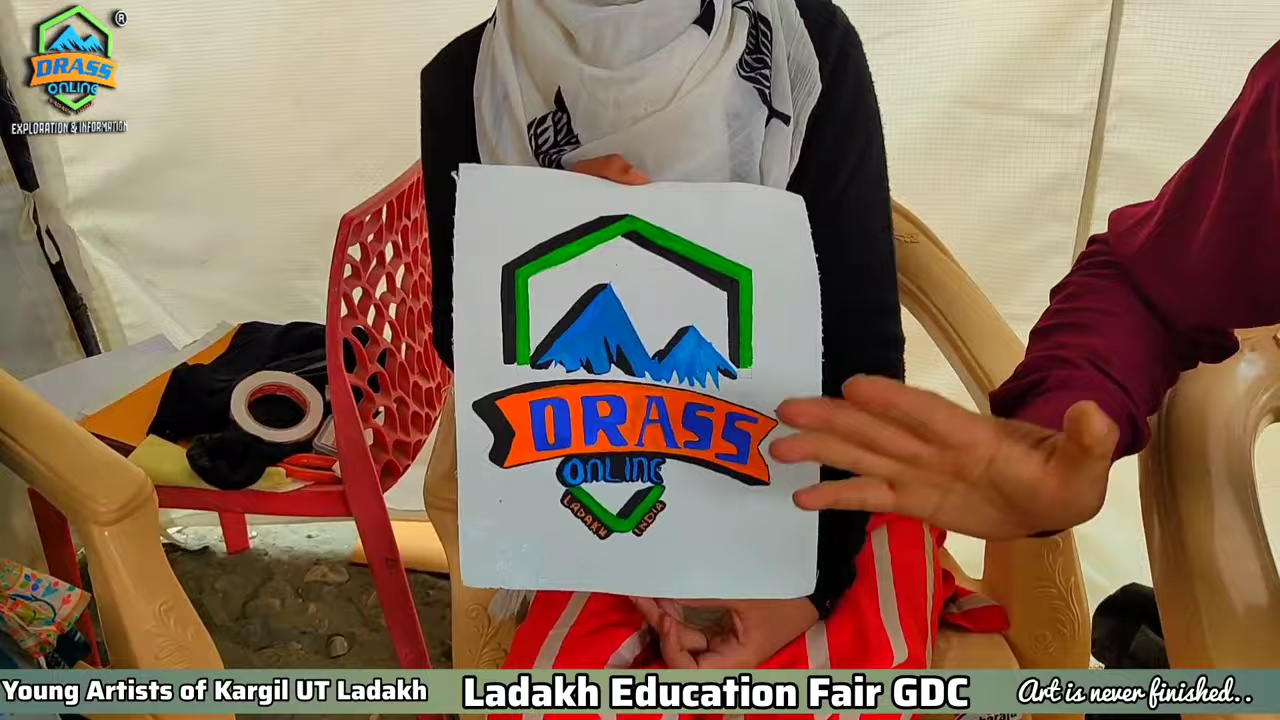 ®
DRASS
ONLINE
EXPLORATION & INFORMATION
DRASS
ONLINE
LADAKH INDIA
Young Artists of Kargil UT Ladakh
Ladakh Education Fair GDC
Art is never finished..